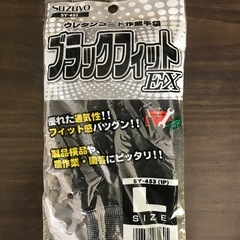 suzuyo
SY-453
ウレタンコート作業手袋
ブラックフィット
EX
優れた通気性!!
フィット感バツグン!!
製品検品や、
農作業・園芸にピッタリ!!
SY-453 (1P)
L
SIZE